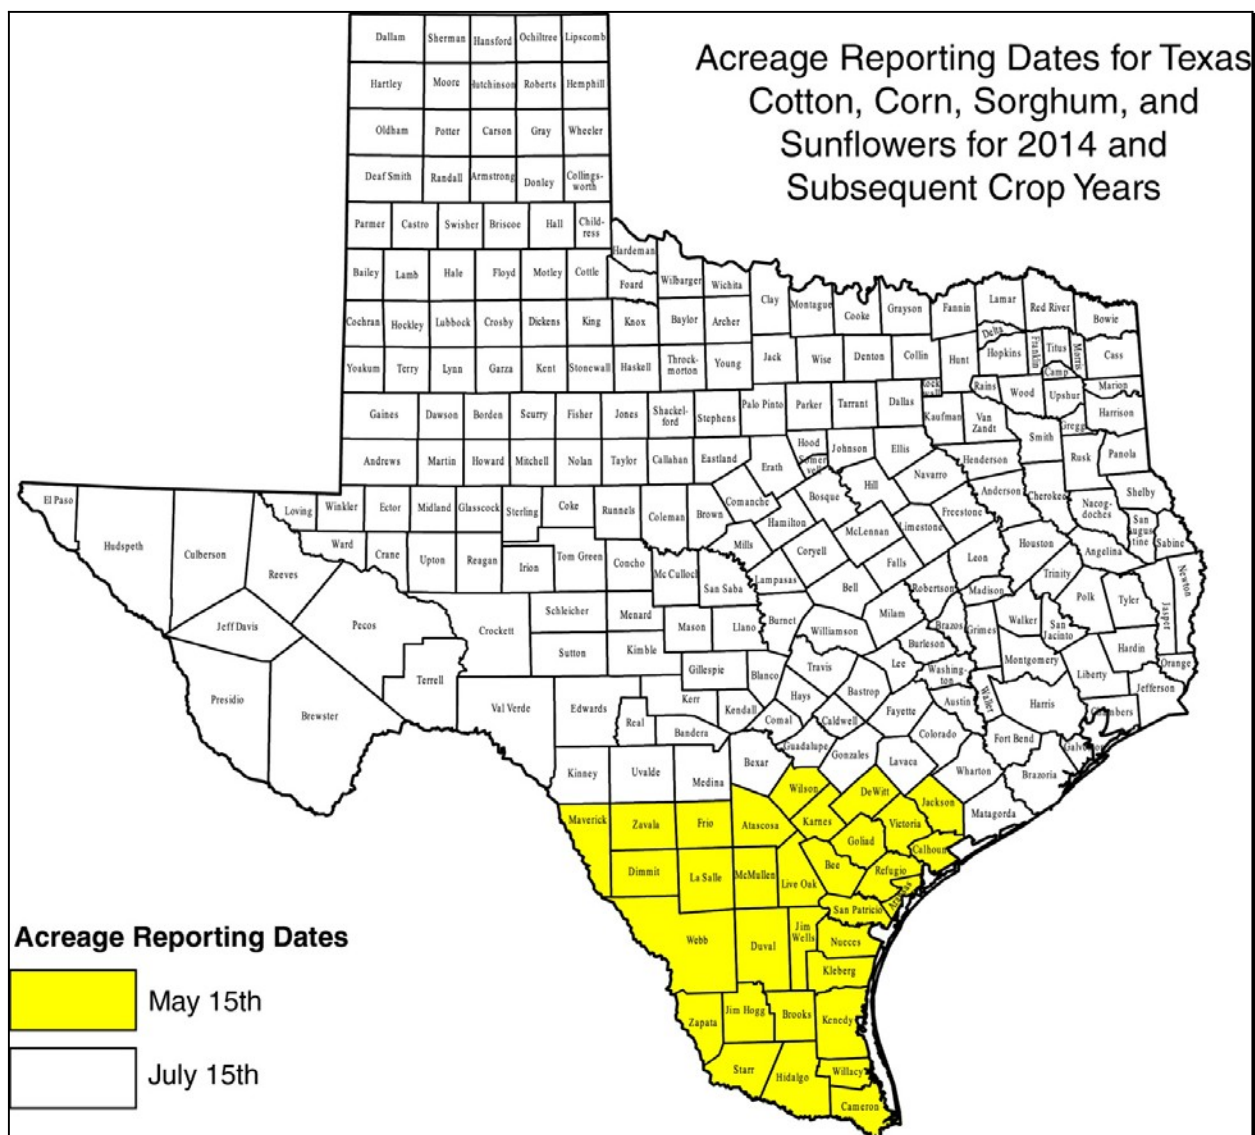 Acreage Reporting Dates for Texas
Cotton, Corn, Sorghum, and
Sunflowers for 2014 and
Subsequent Crop Years
Dallam Sherman Hansford Ochiltree Lipscomb
Hartley Moore Hutchinson Roberts Hemphill
Oldham Potter Carson Gray Wheeler
Deaf Smith Randall Armstrong Donley Collings-
worth
Parmer Castro Swisher Briscoe Hall Child-
ress
Hardeman
Bailey Lamb Hale Floyd Motley Cottle Foard Wilbarger Wichita Clay Montague Cooke Grayson Fannin Lamar Red River Bowie
Delta
Cochran Hockley Lubbock Crosby Dickens King Knox Baylor Archer Jack Wise Denton Collin Hunt Hopkins Franklin Titus Morris Cass
Camp
Yoakum Terry Lynn Garza Kent Stonewall Haskell Throck-
morton Young
Rains Wood Upshur Marion
Gaines Dawson Borden Scurry Fisher Jones Shackel-
ford Stephens Palo Pinto Parker Tarrant Dallas Rock
wall Kaufman Van
Zandt Smith Gregg Harrison
Andrews Martin Howard Mitchell Nolan Taylor Callahan Eastland Erath Hood Somer
vell Johnson Ellis Henderson Rusk Panola
El Paso Hudspeth Culberson Loving Winkler Ector Midland Glasscock Sterling Coke Runnels Coleman Brown Comanche Hamilton Bosque Hill Navarro Freestone Anderson Cherokee Nacog-
doches Shelby
San
Augus
tine Sabine
Reeves Ward Crane Upton Reagan Irion Tom Green Concho Mc Culloch San Saba Mills Lampasas Coryell McLennan Limestone Falls Leon Houston Angelina Trinity Newton
Jeff Davis Pecos Crockett Schleicher Menard Mason Llano Burnet Bell Milam Robertson Madison Walker Polk Tyler Jasper
San
Jacinto
Presidio Brewster Terrell Sutton Kimble Gillespie Blanco Williamson Travis Lee Burleson Brazos Grimes Washing-
ton Montgomery Liberty Hardin Orange
Val Verde Edwards Real Kerr Kendall Bandera Hays Comal Caldwell Bastrop Fayette Austin Waller Harris Chambers Jefferson
Kinney Uvalde Medina Bexar Guadalupe Gonzales Lavaca Colorado Wharton Fort Bend Brazoria Galveston Matagorda
Maverick Zavala Frio Atascosa Wilson Karnes DeWitt Victoria Jackson
Goliad Calhoun
Dimmit La Salle McMullen Live Oak Bee Refugio Aransas
San Patricio
Webb Duval Jim
Wells Nueces
Kleberg
Zapata Jim Hogg Brooks Kenedy
Starr Hidalgo Willacy
Cameron
Acreage Reporting Dates
May 15th
July 15th